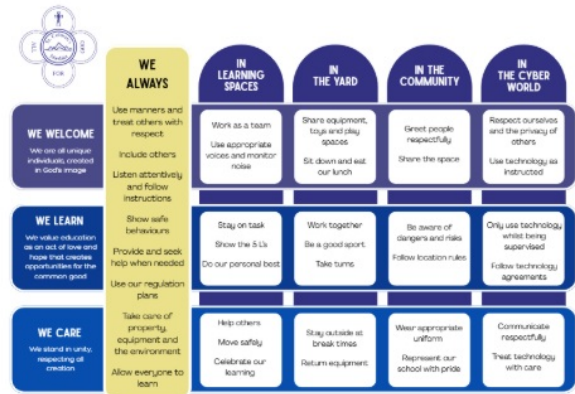 ALL
FOR
GOD
WE
ALWAYS
IN
LEARNING
SPACES
IN
THE YARD
IN THE
COMMUNITY
IN
THE CYBER
WORLD
WE WELCOME
We are all unique
individuals, created
in God's image
Use manners and
treat others with
respect
Include others
Listen attentively and
follow
instructions
Work as a team
Use appropriate
voices and monitor
noise
Share equipment,
toys and play
spaces
Sit down and eat
our lunch
Greet people
respectfully
Share the space
Respect ourselves
and the privacy of
others
Use technology as
instructed
WE LEARN
We value education
as an act of love and
hope that creates
opportunities for the
common good
Show safe
behaviours
Provide and seek
help when needed
Use our regulation
plans
Stay on task
Show the 5 L's
Do our personal best
Work together
Be a good sport
Take turns
Be aware of
dangers and risks
Follow location rules
Only use technology
whilst being
supervised
Follow technology
agreements
WE CARE
We stand in unity,
respecting all
creation
Take care of
property,
equipment and
the environment
Allow everyone to
learn
Help others
Move safely
Celebrate our
learning
Stay outside at
break times
Return equipment
Wear appropriate
uniform
Represent our
school with pride
Communicate
respectfully
Treat technology
with care